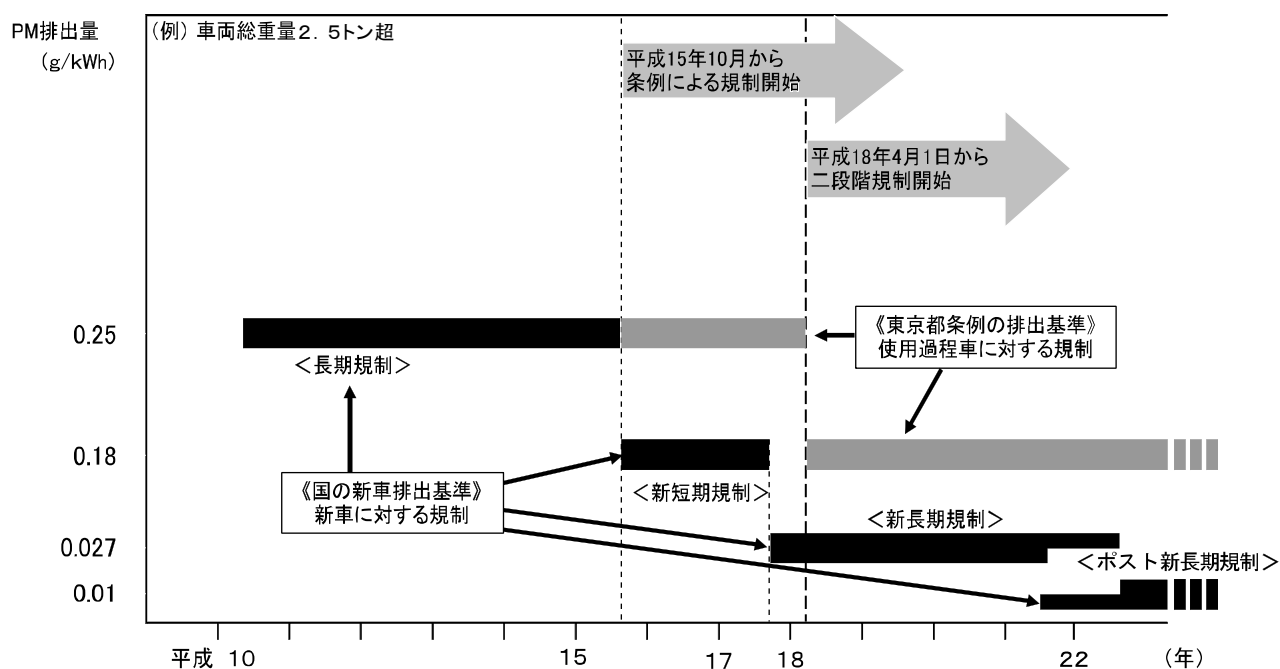 PM排出量
(g/kWh)
(例) 車両総重量2.5トン超
平成15年10月から
条例による規制開始
平成18年4月1日から
二段階規制開始
0.25
《東京都条例の排出基準》
使用過程車に対する規制
＜長期規制＞
0.18
《国の新車排出基準》
新車に対する規制
＜新短期規制＞
＜新長期規制＞
0.027
＜ポスト新長期規制＞
0.01
平成 10 15 17 18 22 (年)